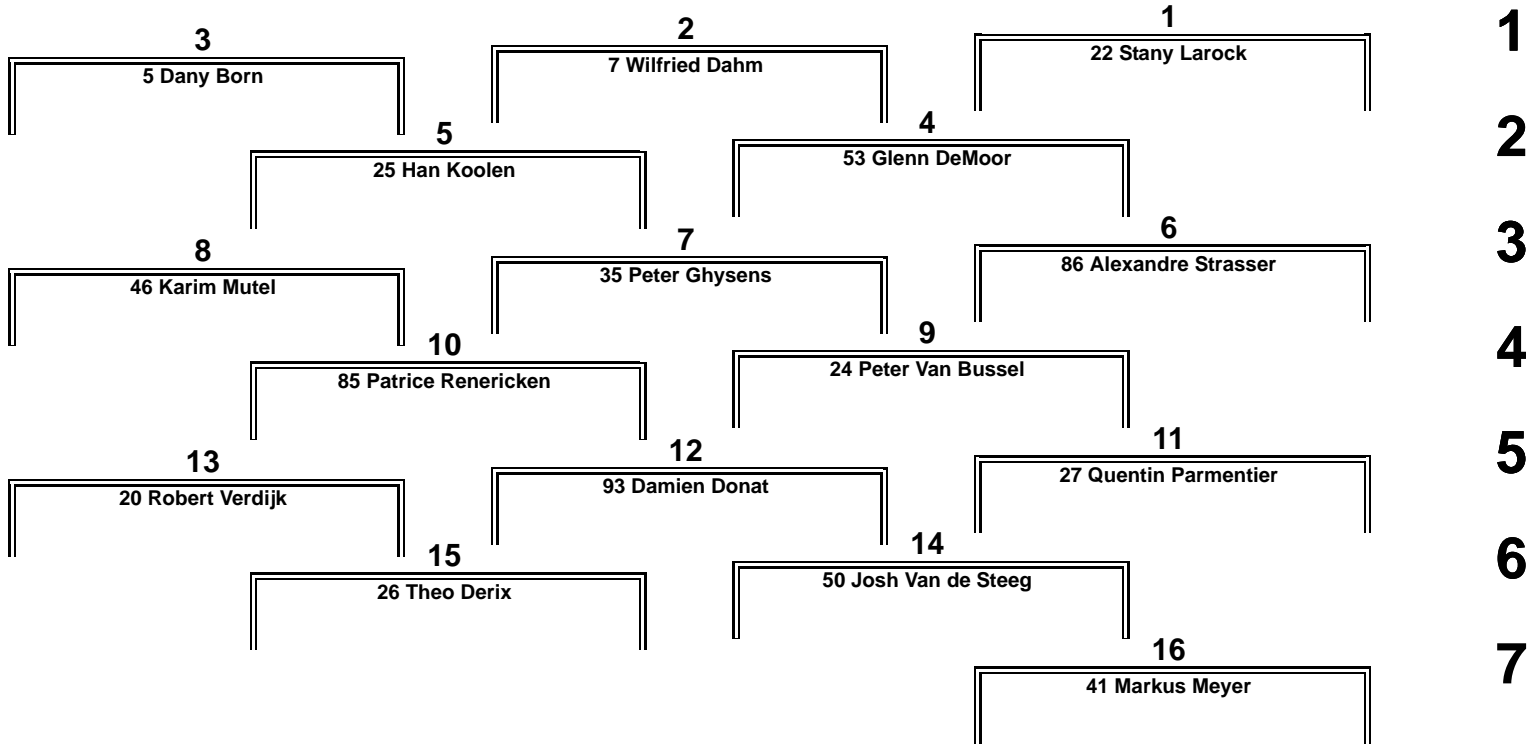 3 2 1 1
5 Dany Born 7 Wilfried Dahm 22 Stany Larock
5 4 2
25 Han Koolen 53 Glenn DeMoor
8 7 6 3
46 Karim Mutel 35 Peter Ghysens 86 Alexandre Strasser
10 9 4
85 Patrice Renericken 24 Peter Van Bussel
13 12 11 5
20 Robert Verdijk 93 Damien Donat 27 Quentin Parmentier
15 14 6
26 Theo Derix 50 Josh Van de Steeg
16 7
41 Markus Meyer